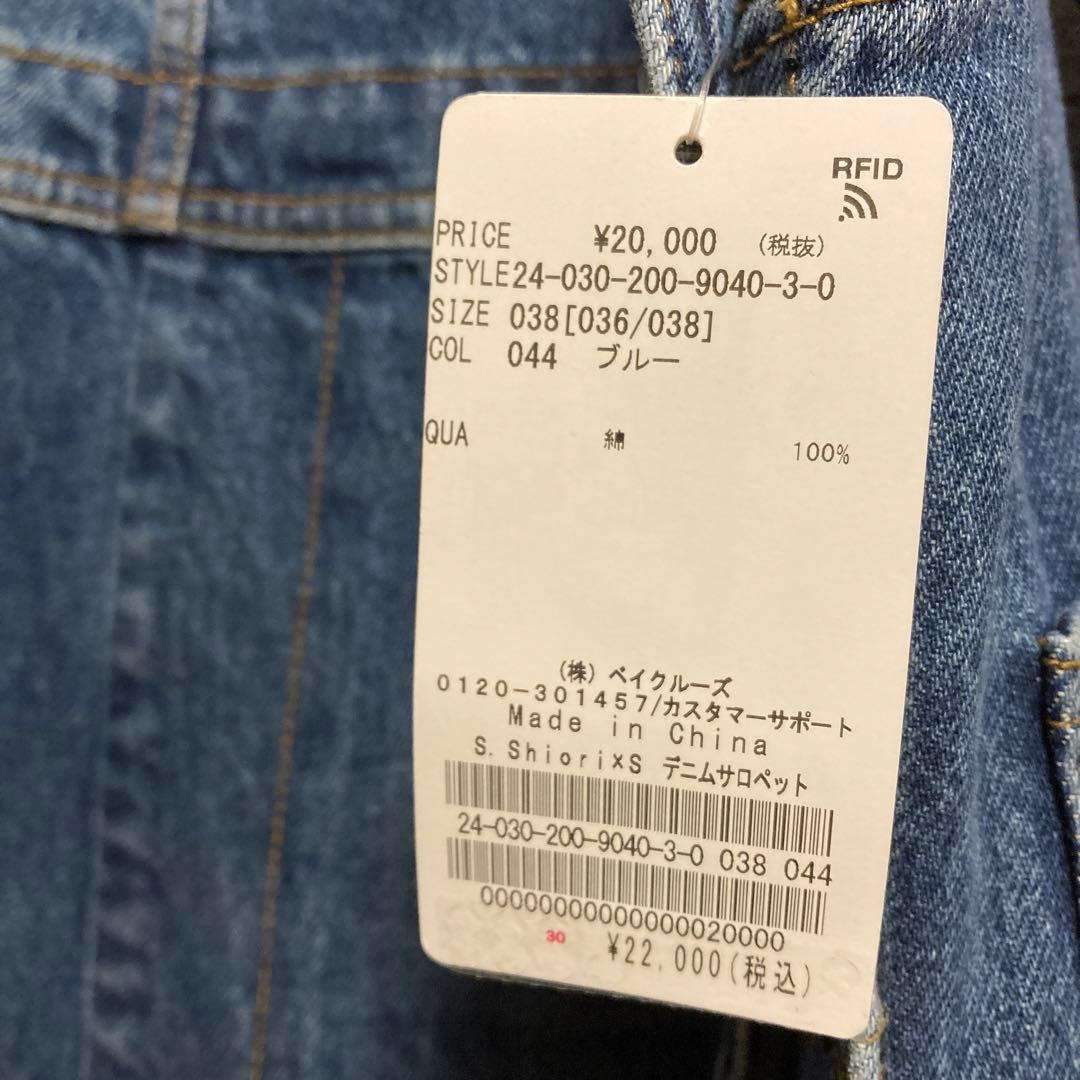 RFID
PRICE ¥20,000 (税抜)
STYLE24-030-200-9040-3-0
SIZE 038[036/038]
COL 044 ブルー
QUA 綿 100%
(株) ベイクルーズ
0120-301457/カスタマーサポート
Made in China
S. Shiori×S デニムサロペット
24-030-200-9040-3-0 038 044
00000000000000020000
30 ¥22,000(税込)